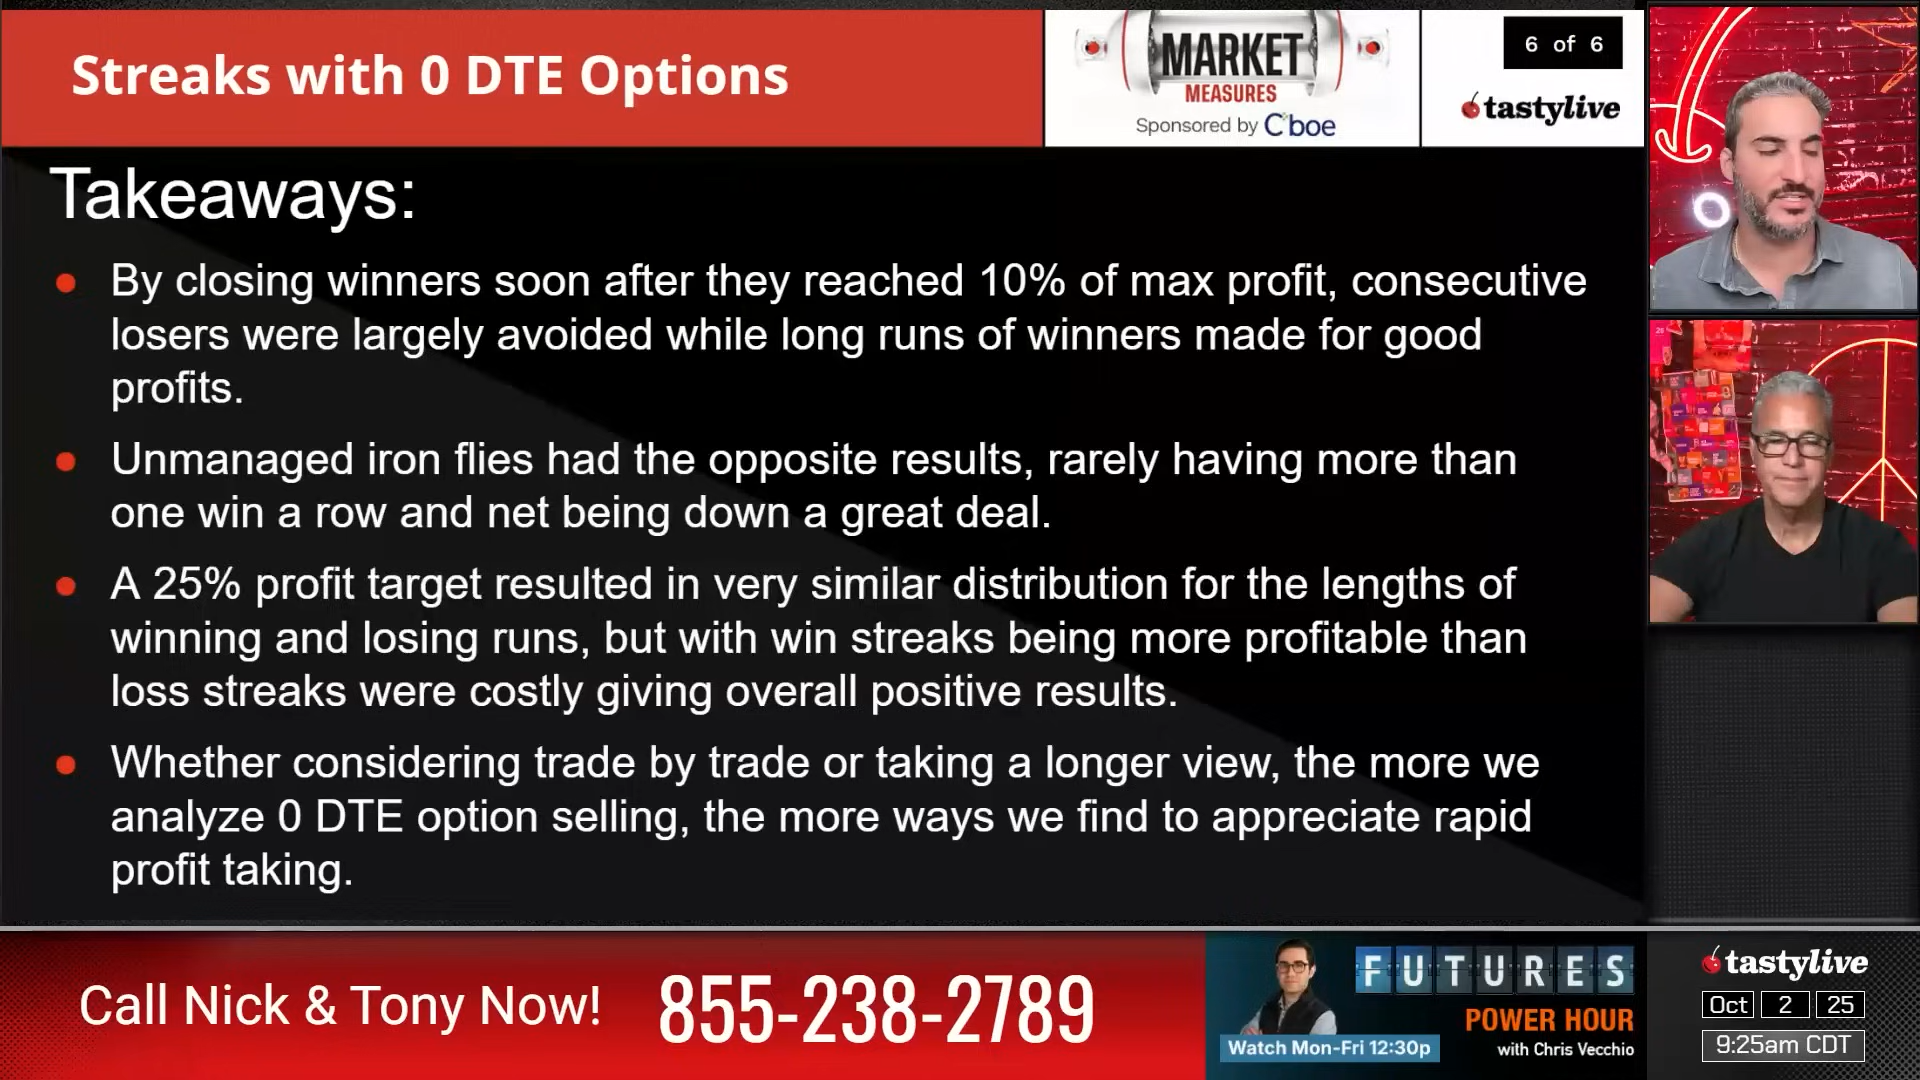 Streaks with 0 DTE Options
MARKET
MEASURES
Sponsored by Cboe
6 of 6
tastylive
Takeaways:
By closing winners soon after they reached 10% of max profit, consecutive
losers were largely avoided while long runs of winners made for good
profits.
Unmanaged iron flies had the opposite results, rarely having more than
one win a row and net being down a great deal.
A 25% profit target resulted in very similar distribution for the lengths of
winning and losing runs, but with win streaks being more profitable than
loss streaks were costly giving overall positive results.
Whether considering trade by trade or taking a longer view, the more we
analyze 0 DTE option selling, the more ways we find to appreciate rapid
profit taking.
Call Nick & Tony Now! 855-238-2789
FUTURES
POWER HOUR
with Chris Vecchio
Watch Mon-Fri 12:30p
tastylive
Oct 2 25
9:25am CDT